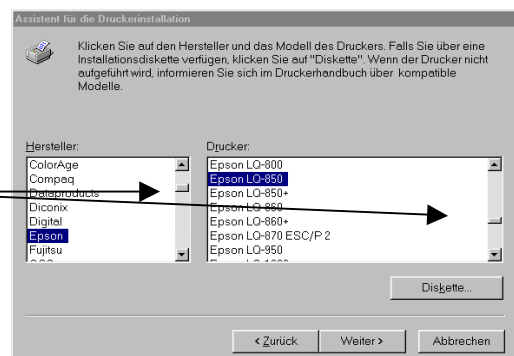 Assistent für die Druckerinstallation
Klicken Sie auf den Hersteller und das Modell des Druckers. Falls Sie über eine
Installationsdiskette verfügen, klicken Sie auf "Diskette". Wenn der Drucker nicht
aufgeführt wird, informieren Sie sich im Druckerhandbuch über kompatible
Modelle.
Hersteller:
ColorAge
Compaq
Dataproducts
Diconix
Digital
Epson
Fujitsu
Drucker:
Epson LQ-800
Epson LQ-850
Epson LQ-850+
Epson LQ-860
Epson LQ-860+
Epson LQ-870 ESC/P 2
Epson LQ-950
Diskette...
< Zurück
Weiter >
Abbrechen